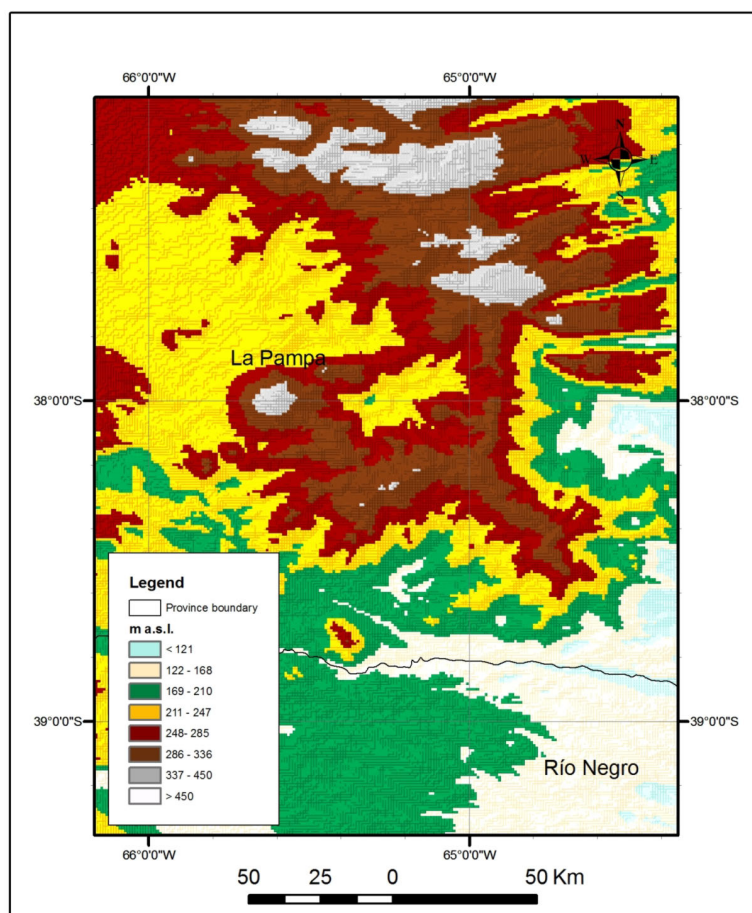 66°0'0"W 65°0'0"W
N
W E
S
La Pampa
38°0'0"S 38°0'0"S
Legend
Province boundary
m a.s.l.
< 121
122 - 168
169 - 210
211 - 247
248- 285
286 - 336
337 - 450
> 450
39°0'0"S 39°0'0"S
Río Negro
66°0'0"W 65°0'0"W
50 25 0 50 Km